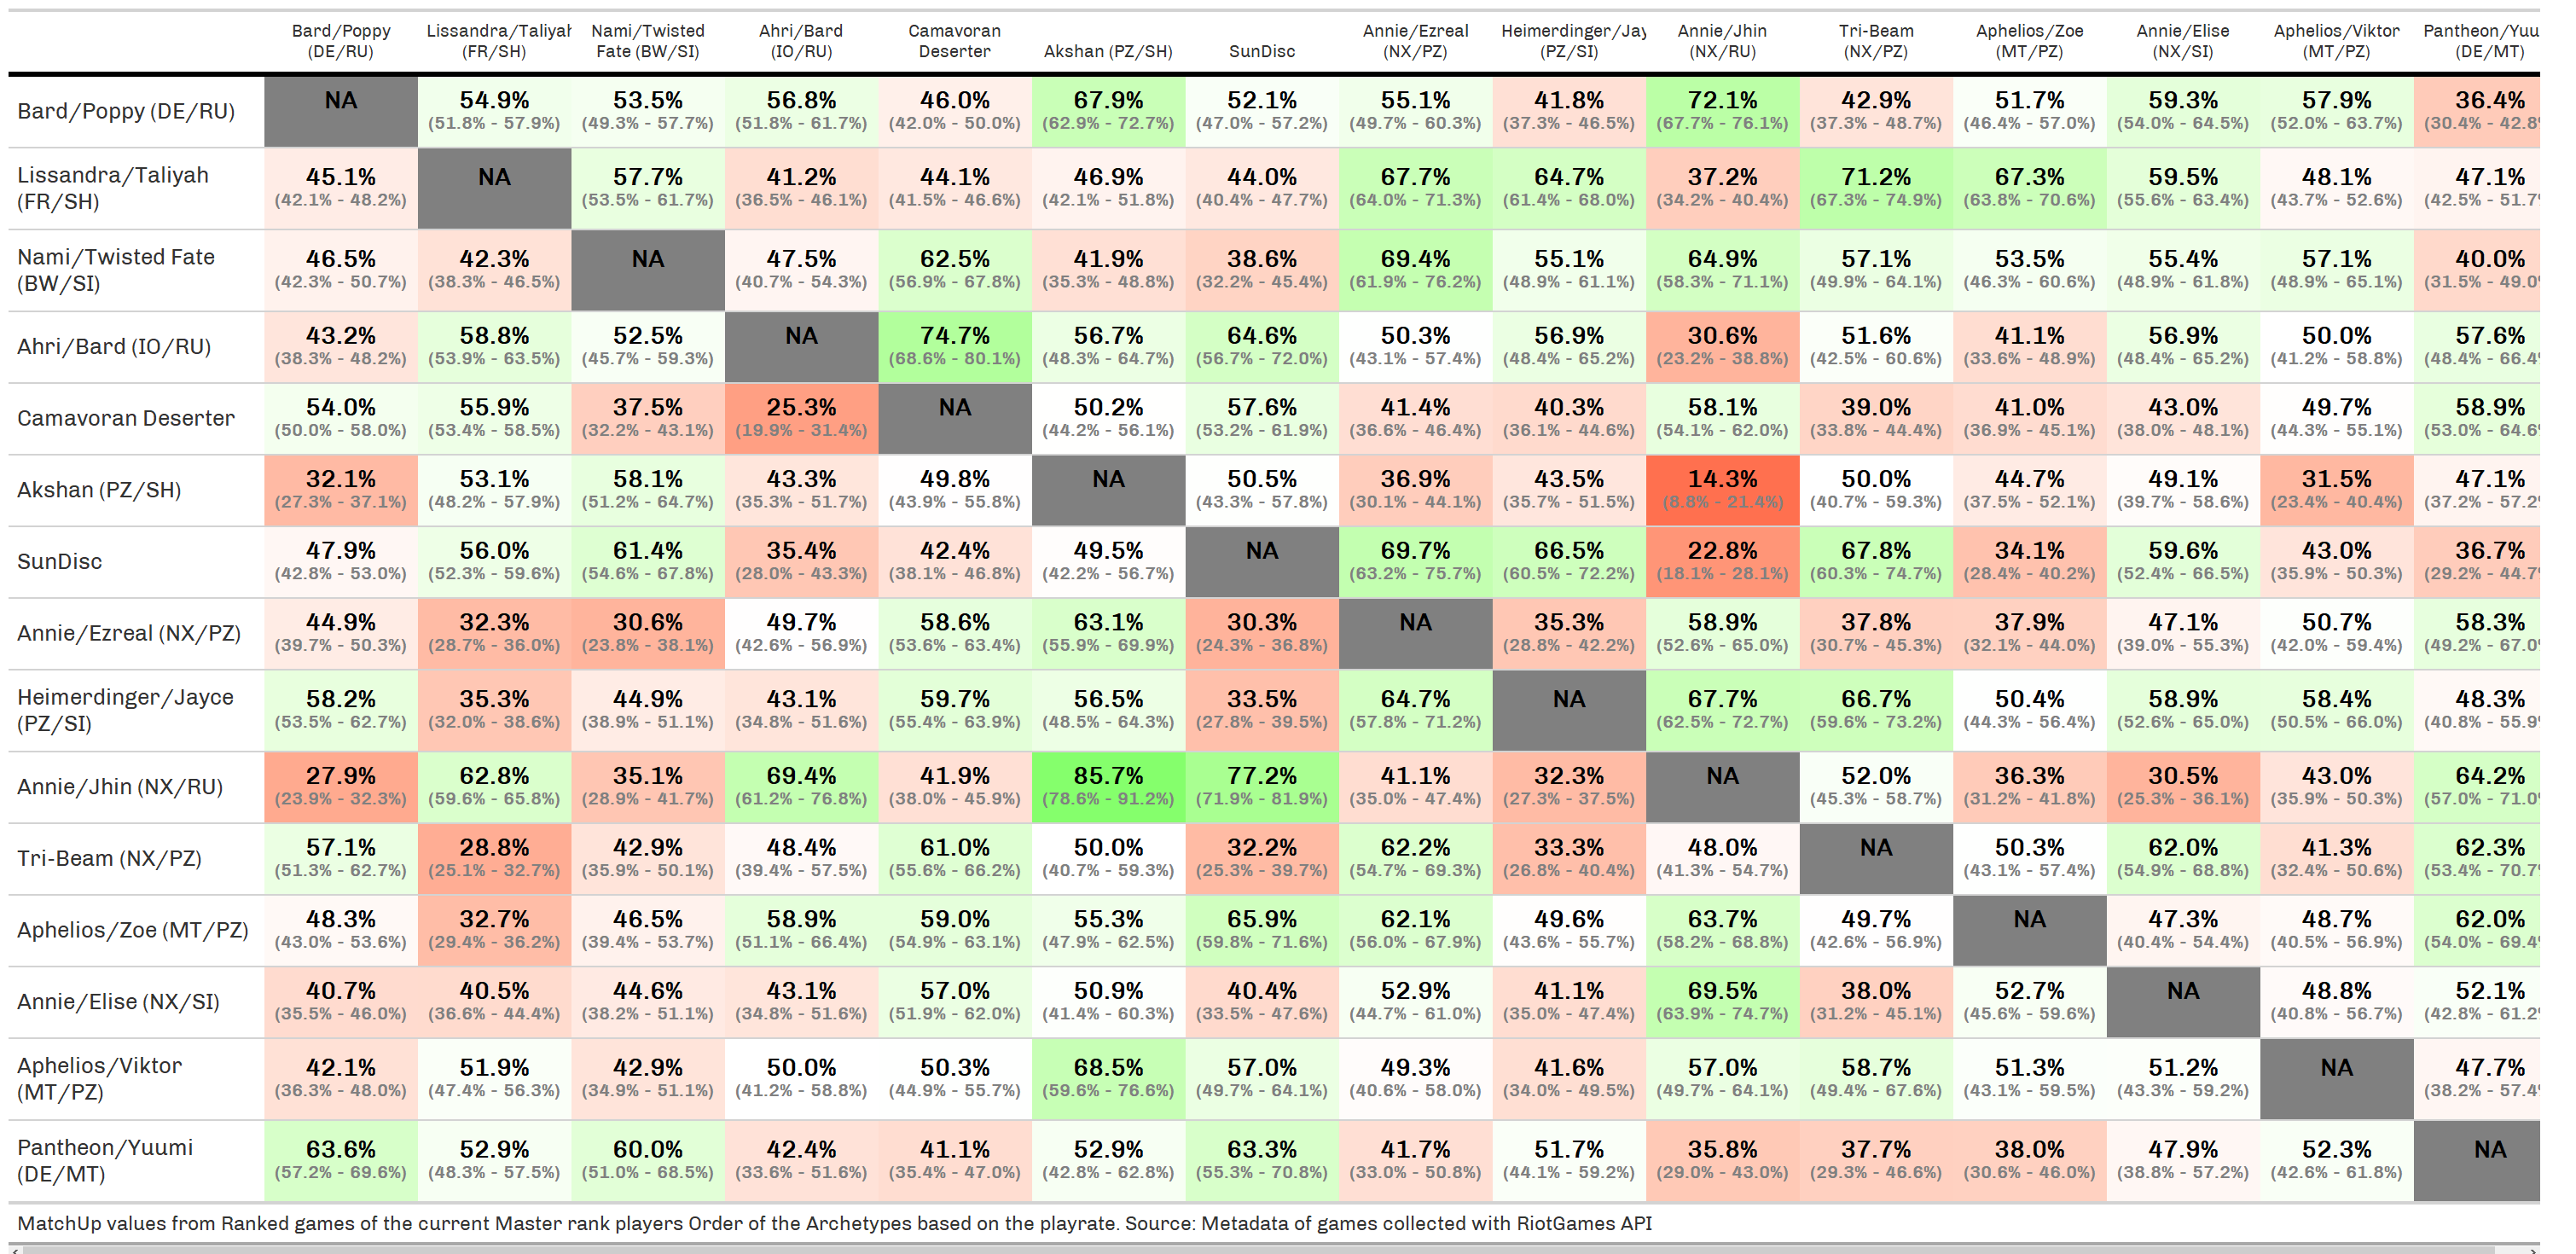 Bard/Poppy (DE/RU) Lissandra/Taliyah (FR/SH) Nami/Twisted Fate (BW/SI) Ahri/Bard (IO/RU) Camavoran Deserter Akshan (PZ/SH) SunDisc Annie/Ezreal (NX/PZ) Heimerdinger/Jay (PZ/SI) Annie/Jhin (NX/RU) Tri-Beam (NX/PZ) Aphelios/Zoe (MT/PZ) Annie/Elise (NX/SI) Aphelios/Viktor (MT/PZ) Pantheon/Yuu (DE/MT)
Bard/Poppy (DE/RU) NA 54.9% 53.5% 56.8% 46.0% 67.9% 52.1% 55.1% 41.8% 72.1% 42.9% 51.7% 59.3% 57.9% 36.4%
(51.8% - 57.9%) (49.3% - 57.7%) (51.8% - 61.7%) (42.0% - 50.0%) (62.9% - 72.7%) (47.0% - 57.2%) (49.7% - 60.3%) (37.3% - 46.5%) (67.7% - 76.1%) (37.3% - 48.7%) (46.4% - 57.0%) (54.0% - 64.5%) (52.0% - 63.7%) (30.4% - 42.8%
Lissandra/Taliyah (FR/SH) 45.1% NA 57.7% 41.2% 44.1% 46.9% 44.0% 67.7% 64.7% 37.2% 71.2% 67.3% 59.5% 48.1% 47.1%
(42.1% - 48.2%) (53.5% - 61.7%) (36.5% - 46.1%) (41.5% - 46.6%) (42.1% - 51.8%) (40.4% - 47.7%) (64.0% - 71.3%) (61.4% - 68.0%) (34.2% - 40.4%) (67.3% - 74.9%) (63.8% - 70.6%) (55.6% - 63.4%) (43.7% - 52.6%) (42.5% - 51.7%
Nami/Twisted Fate (BW/SI) 46.5% 42.3% NA 47.5% 62.5% 41.9% 38.6% 69.4% 55.1% 64.9% 57.1% 53.5% 55.4% 57.1% 40.0%
(42.3% - 50.7%) (38.3% - 46.5%) (40.7% - 54.3%) (56.9% - 67.8%) (35.3% - 48.8%) (32.2% - 45.4%) (61.9% - 76.2%) (48.9% - 61.1%) (58.3% - 71.1%) (49.9% - 64.1%) (46.3% - 60.6%) (48.9% - 61.8%) (48.9% - 65.1%) (31.5% - 49.0%
Ahri/Bard (IO/RU) 43.2% 58.8% 52.5% NA 74.7% 56.7% 64.6% 50.3% 56.9% 30.6% 51.6% 41.1% 56.9% 50.0% 57.6%
(38.3% - 48.2%) (53.9% - 63.5%) (45.7% - 59.3%) (68.6% - 80.1%) (48.3% - 64.7%) (56.7% - 72.0%) (43.1% - 57.4%) (48.4% - 65.2%) (23.2% - 38.8%) (42.5% - 60.6%) (33.6% - 48.9%) (48.4% - 65.2%) (41.2% - 58.8%) (48.4% - 66.4%
Camavoran Deserter 54.0% 55.9% 37.5% 25.3% NA 50.2% 57.6% 41.4% 40.3% 58.1% 39.0% 41.0% 43.0% 49.7% 58.9%
(50.0% - 58.0%) (53.4% - 58.5%) (32.2% - 43.1%) (19.9% - 31.4%) (44.2% - 56.1%) (53.2% - 61.9%) (36.6% - 46.4%) (36.1% - 44.6%) (54.1% - 62.0%) (33.8% - 44.4%) (36.9% - 45.1%) (38.0% - 48.1%) (44.3% - 55.1%) (53.0% - 64.6%
Akshan (PZ/SH) 32.1% 53.1% 58.1% 43.3% 49.8% NA 50.5% 36.9% 43.5% 14.3% 50.0% 44.7% 49.1% 31.5% 47.1%
(27.3% - 37.1%) (48.2% - 57.9%) (51.2% - 64.7%) (35.3% - 51.7%) (43.9% - 55.8%) (43.3% - 57.8%) (30.1% - 44.1%) (35.7% - 51.5%) (8.8% - 21.4%) (40.7% - 59.3%) (37.5% - 52.1%) (39.7% - 58.6%) (23.4% - 40.4%) (37.2% - 57.2%
SunDisc 47.9% 56.0% 61.4% 35.4% 42.4% 49.5% NA 69.7% 66.5% 22.8% 67.8% 34.1% 59.6% 43.0% 36.7%
(42.8% - 53.0%) (52.3% - 59.6%) (54.6% - 67.8%) (28.0% - 43.3%) (38.1% - 46.8%) (42.2% - 56.7%) (63.2% - 75.7%) (60.5% - 72.2%) (18.1% - 28.1%) (60.3% - 74.7%) (28.4% - 40.2%) (52.4% - 66.5%) (35.9% - 50.3%) (29.2% - 44.7%
Annie/Ezreal (NX/PZ) 44.9% 32.3% 30.6% 49.7% 58.6% 63.1% 30.3% NA 35.3% 58.9% 37.8% 37.9% 47.1% 50.7% 58.3%
(39.7% - 50.3%) (28.7% - 36.0%) (23.8% - 38.1%) (42.6% - 56.9%) (53.6% - 63.4%) (55.9% - 69.9%) (24.3% - 36.8%) (28.8% - 42.2%) (52.6% - 65.0%) (30.7% - 45.3%) (32.1% - 44.0%) (39.0% - 55.3%) (42.0% - 59.4%) (49.2% - 67.0%
Heimerdinger/Jayce (PZ/SI) 58.2% 35.3% 44.9% 43.1% 59.7% 56.5% 33.5% 64.7% NA 67.7% 66.7% 50.4% 58.9% 58.4% 48.3%
(53.5% - 62.7%) (32.0% - 38.6%) (38.9% - 51.1%) (34.8% - 51.6%) (55.4% - 63.9%) (48.5% - 64.3%) (27.8% - 39.5%) (57.8% - 71.2%) (62.5% - 72.7%) (59.6% - 73.2%) (44.3% - 56.4%) (52.6% - 65.0%) (50.5% - 66.0%) (40.8% - 55.9%
Annie/Jhin (NX/RU) 27.9% 62.8% 35.1% 69.4% 41.9% 85.7% 77.2% 41.1% 32.3% NA 52.0% 36.3% 30.5% 43.0% 64.2%
(23.9% - 32.3%) (59.6% - 65.8%) (28.9% - 41.7%) (61.2% - 76.8%) (38.0% - 45.9%) (78.6% - 91.2%) (71.9% - 81.9%) (35.0% - 47.4%) (27.3% - 37.5%) (45.3% - 58.7%) (31.2% - 41.8%) (25.3% - 36.1%) (35.9% - 50.3%) (57.0% - 71.0%
Tri-Beam (NX/PZ) 57.1% 28.8% 42.9% 48.4% 61.0% 50.0% 32.2% 62.2% 33.3% 48.0% NA 50.3% 62.0% 41.3% 62.3%
(51.3% - 62.7%) (25.1% - 32.7%) (35.9% - 50.1%) (39.4% - 57.5%) (55.6% - 66.2%) (40.7% - 59.3%) (25.3% - 39.7%) (54.7% - 69.3%) (26.8% - 40.4%) (41.3% - 54.7%) (43.1% - 57.4%) (54.9% - 68.8%) (32.4% - 50.6%) (53.4% - 70.7%
Aphelios/Zoe (MT/PZ) 48.3% 32.7% 46.5% 58.9% 59.0% 55.3% 65.9% 62.1% 49.6% 63.7% 49.7% NA 47.3% 48.7% 62.0%
(43.0% - 53.6%) (29.4% - 36.2%) (39.4% - 53.7%) (51.1% - 66.4%) (54.9% - 63.1%) (47.9% - 62.5%) (59.8% - 71.6%) (56.0% - 67.9%) (43.6% - 55.7%) (58.2% - 68.8%) (42.6% - 56.9%) (40.4% - 54.4%) (40.5% - 56.9%) (54.0% - 69.4%
Annie/Elise (NX/SI) 40.7% 40.5% 44.6% 43.1% 57.0% 50.9% 40.4% 52.9% 41.1% 69.5% 38.0% 52.7% NA 48.8% 52.1%
(35.5% - 46.0%) (36.6% - 44.4%) (38.2% - 51.1%) (34.8% - 51.6%) (51.9% - 62.0%) (41.4% - 60.3%) (33.5% - 47.6%) (44.7% - 61.0%) (35.0% - 47.4%) (63.9% - 74.7%) (31.2% - 45.1%) (45.6% - 59.6%) (40.8% - 56.7%) (42.8% - 61.2%
Aphelios/Viktor (MT/PZ) 42.1% 51.9% 42.9% 50.0% 50.3% 68.5% 57.0% 49.3% 41.6% 57.0% 58.7% 51.3% 51.2% NA 47.7%
(36.3% - 48.0%) (47.4% - 56.3%) (34.9% - 51.1%) (41.2% - 58.8%) (44.9% - 55.7%) (59.6% - 76.6%) (49.7% - 64.1%) (40.6% - 58.0%) (34.0% - 49.5%) (49.7% - 64.1%) (49.4% - 67.6%) (43.1% - 59.5%) (43.3% - 59.2%) (38.2% - 57.4%
Pantheon/Yuumi (DE/MT) 63.6% 52.9% 60.0% 42.4% 41.1% 52.9% 63.3% 41.7% 51.7% 35.8% 37.7% 38.0% 47.9% 52.3% NA
(57.2% - 69.6%) (48.3% - 57.5%) (51.0% - 68.5%) (33.6% - 51.6%) (35.4% - 47.0%) (42.8% - 62.8%) (55.3% - 70.8%) (33.0% - 50.8%) (44.1% - 59.2%) (29.0% - 43.0%) (29.3% - 46.6%) (30.6% - 46.0%) (38.8% - 57.2%) (42.6% - 61.8%)
MatchUp values from Ranked games of the current Master rank players Order of the Archetypes based on the playrate. Source: Metadata of games collected with RiotGames API